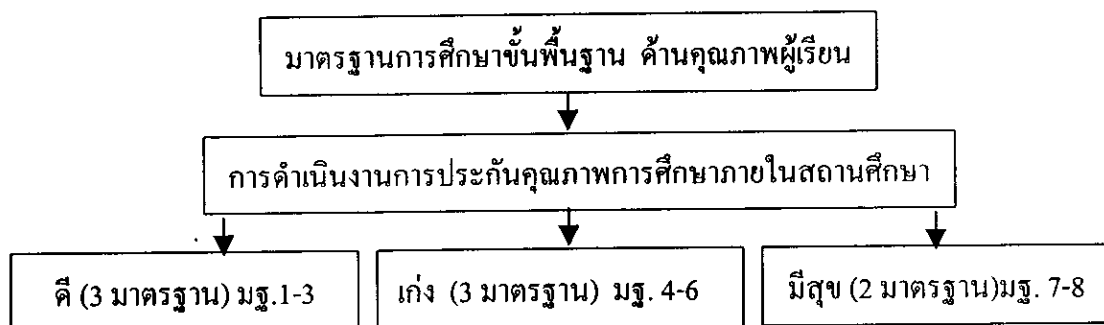 มาตรฐานการศึกษาขั้นพื้นฐาน ด้านคุณภาพผู้เรียน
การดำเนินงานการประกันคุณภาพการศึกษาภายในสถานศึกษา
ดี (3 มาตรฐาน) มฐ.1-3
เก่ง (3 มาตรฐาน) มฐ. 4-6
มีสุข (2 มาตรฐาน)มฐ. 7-8